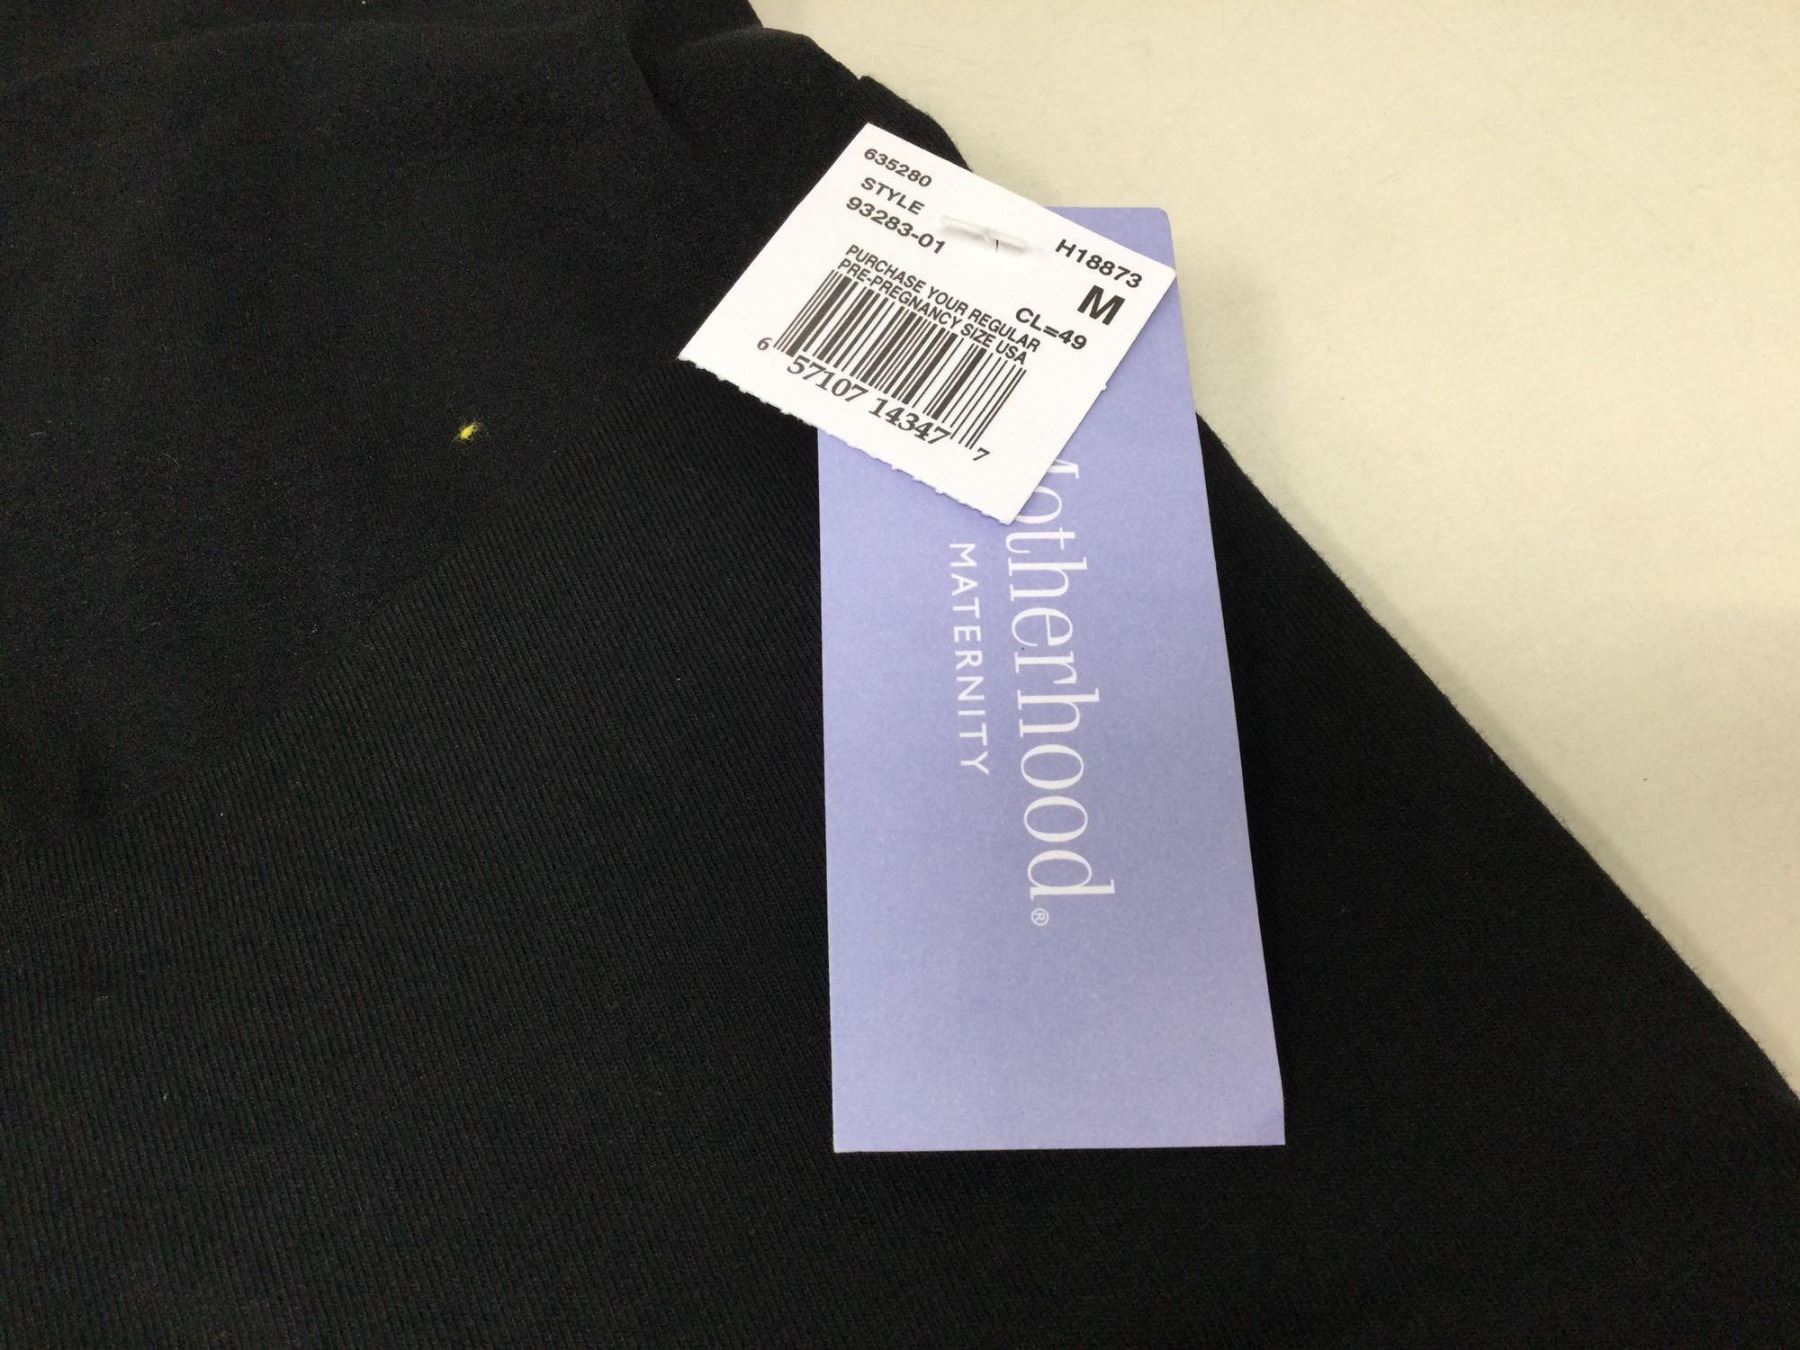 635280
STYLE
93283-01
H18873
M
CL=49
PURCHASE YOUR REGULAR
PRE-PREGNANCY SIZE USA
6 57107 14347 7
Motherhood®
MATERNITY